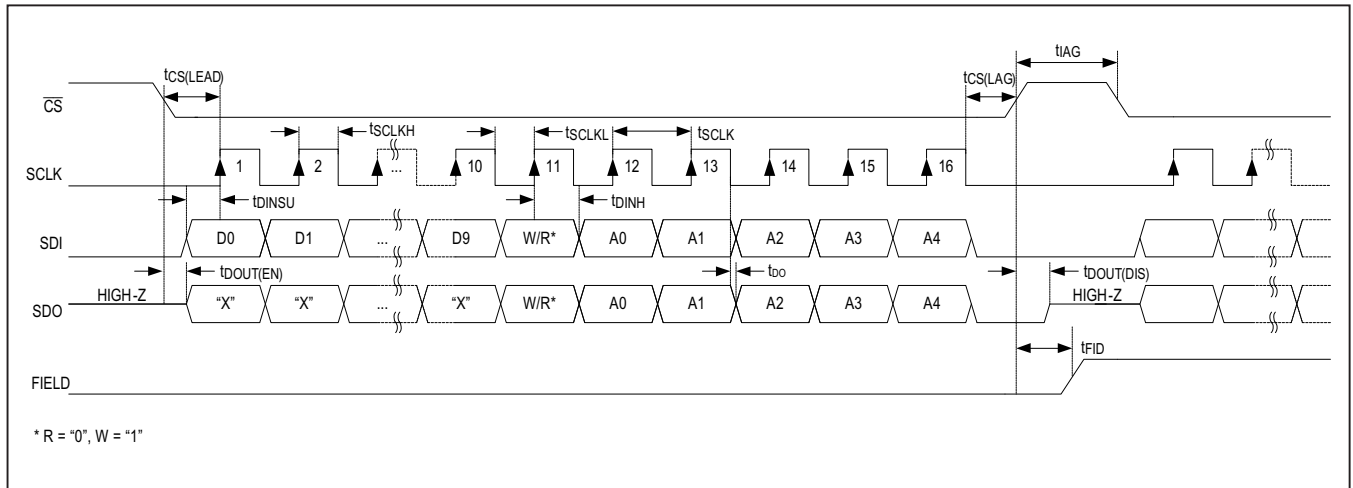 tIAG
tCS(LEAD) tCS(LAG)
CS
tSCLKH tSCLKL tSCLK
SCLK 1 2 ... 10 11 12 13 14 15 16
tDINSU tDINH
SDI D0 D1 ... D9 W/R* A0 A1 A2 A3 A4
tDOUT(EN) tDO tDOUT(DIS)
HIGH-Z HIGH-Z
SDO “X” “X” ... “X” W/R* A0 A1 A2 A3 A4
tFID
FIELD
* R = “0”, W = “1”